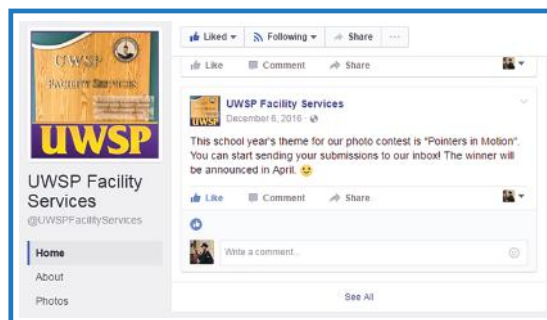 UWSP
FACILITY SERVICES
UWSP
UWSP Facility
Services
@UWSPFacilityServices
Home
About
Photos
Liked
Following
Share
Like
Comment
Share
UWSP Facility Services
December 6, 2016
This school year's theme for our photo contest is "Pointers in Motion".
You can start sending your submissions to our inbox! The winner will
be announced in April.
Like
Comment
Share
Write a comment...
See All